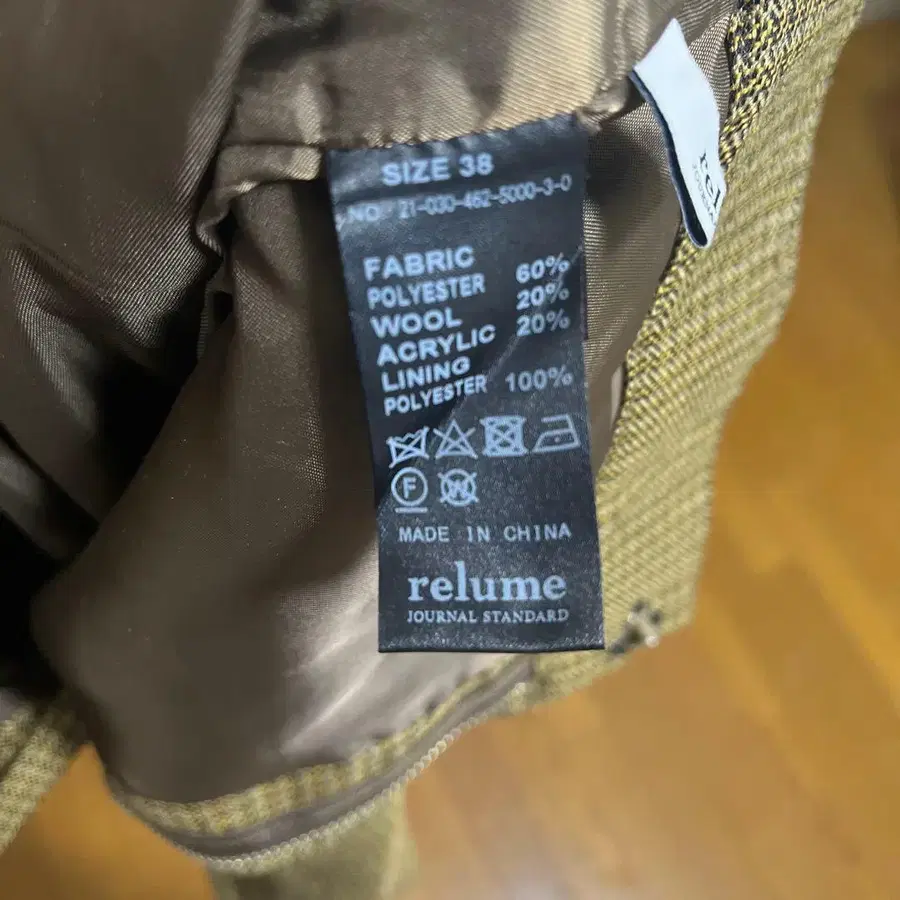 SIZE 38
NO 21-030-462-5000-3-0
FABRIC
POLYESTER 60%
WOOL 20%
ACRYLIC 20%
LINING
POLYESTER 100%
F W
MADE IN CHINA
relume
JOURNAL STANDARD
rel